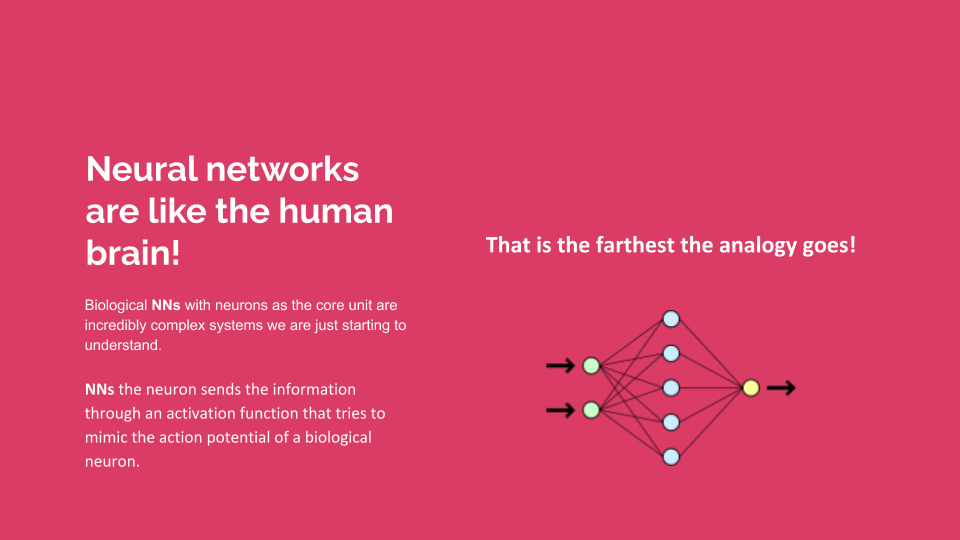 Neural networks
are like the human
brain!
Biological NNs with neurons as the core unit are
incredibly complex systems we are just starting to
understand.
NNs the neuron sends the information
through an activation function that tries to
mimic the action potential of a biological
neuron.
That is the farthest the analogy goes!